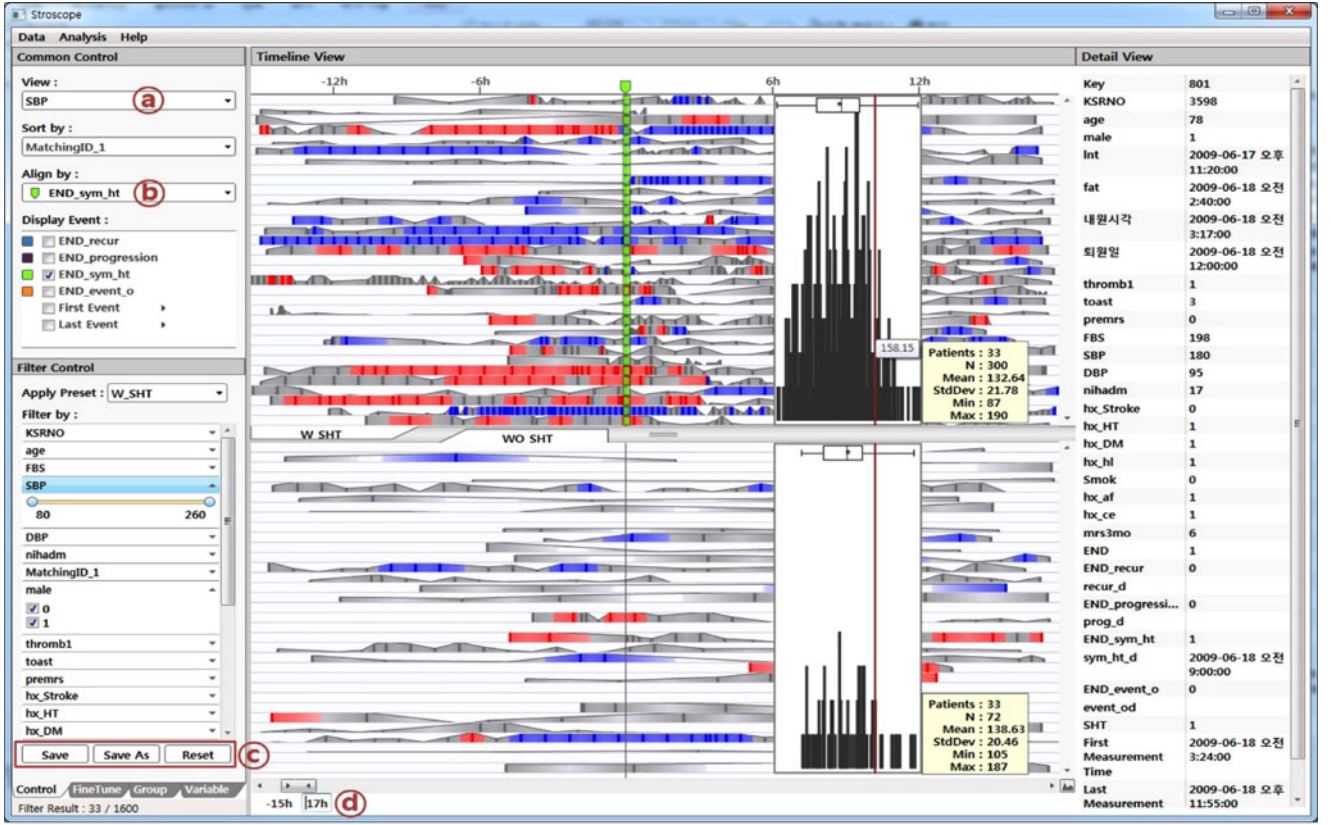 Stroscope
Data Analysis Help
Common Control
View :
SBP
ⓐ
Sort by :
MatchingID_1
Align by :
END_sym_ht
ⓑ
Display Event :
END_recur
END_progression
END_sym_ht
END_event_o
First Event
Last Event
Filter Control
Apply Preset : W_SHT
Filter by :
KSRNO
age
FBS
SBP
80 260
DBP
nihadm
MatchingID_1
male
0
1
thromb1
toast
premrs
hx_Stroke
hx_HT
hx_DM
Save Save As Reset
ⓒ
Control FineTune Group Variable
Filter Result : 33 / 1600
Timeline View
-12h -6h 6h 12h
158.15
Patients : 33
N : 300
Mean : 132.64
StdDev : 21.78
Min : 87
Max : 190
W SHT WO SHT
Patients : 33
N : 72
Mean : 138.63
StdDev : 20.46
Min : 105
Max : 187
-15h 17h
ⓓ
Detail View
Key 801
KSRNO 3598
age 78
male 1
lnt 2009-06-17 오후
11:20:00
fat 2009-06-18 오전
2:40:00
내원시각 2009-06-18 오전
3:17:00
퇴원일 2009-06-18 오전
12:00:00
thromb1 1
toast 3
premrs 0
FBS 198
SBP 180
DBP 95
nihadm 17
hx_Stroke 0
hx_HT 1
hx_DM 1
hx_hl 1
Smok 0
hx_af 1
hx_ce 1
mrs3mo 6
END 1
END_recur 0
recur_d
END_progressi... 0
prog_d
END_sym_ht 1
sym_ht_d 2009-06-18 오전
9:00:00
END_event_o 0
event_od
SHT 1
First 2009-06-18 오전
Measurement 3:24:00
Time
Last 2009-06-18 오후
Measurement 11:55:00